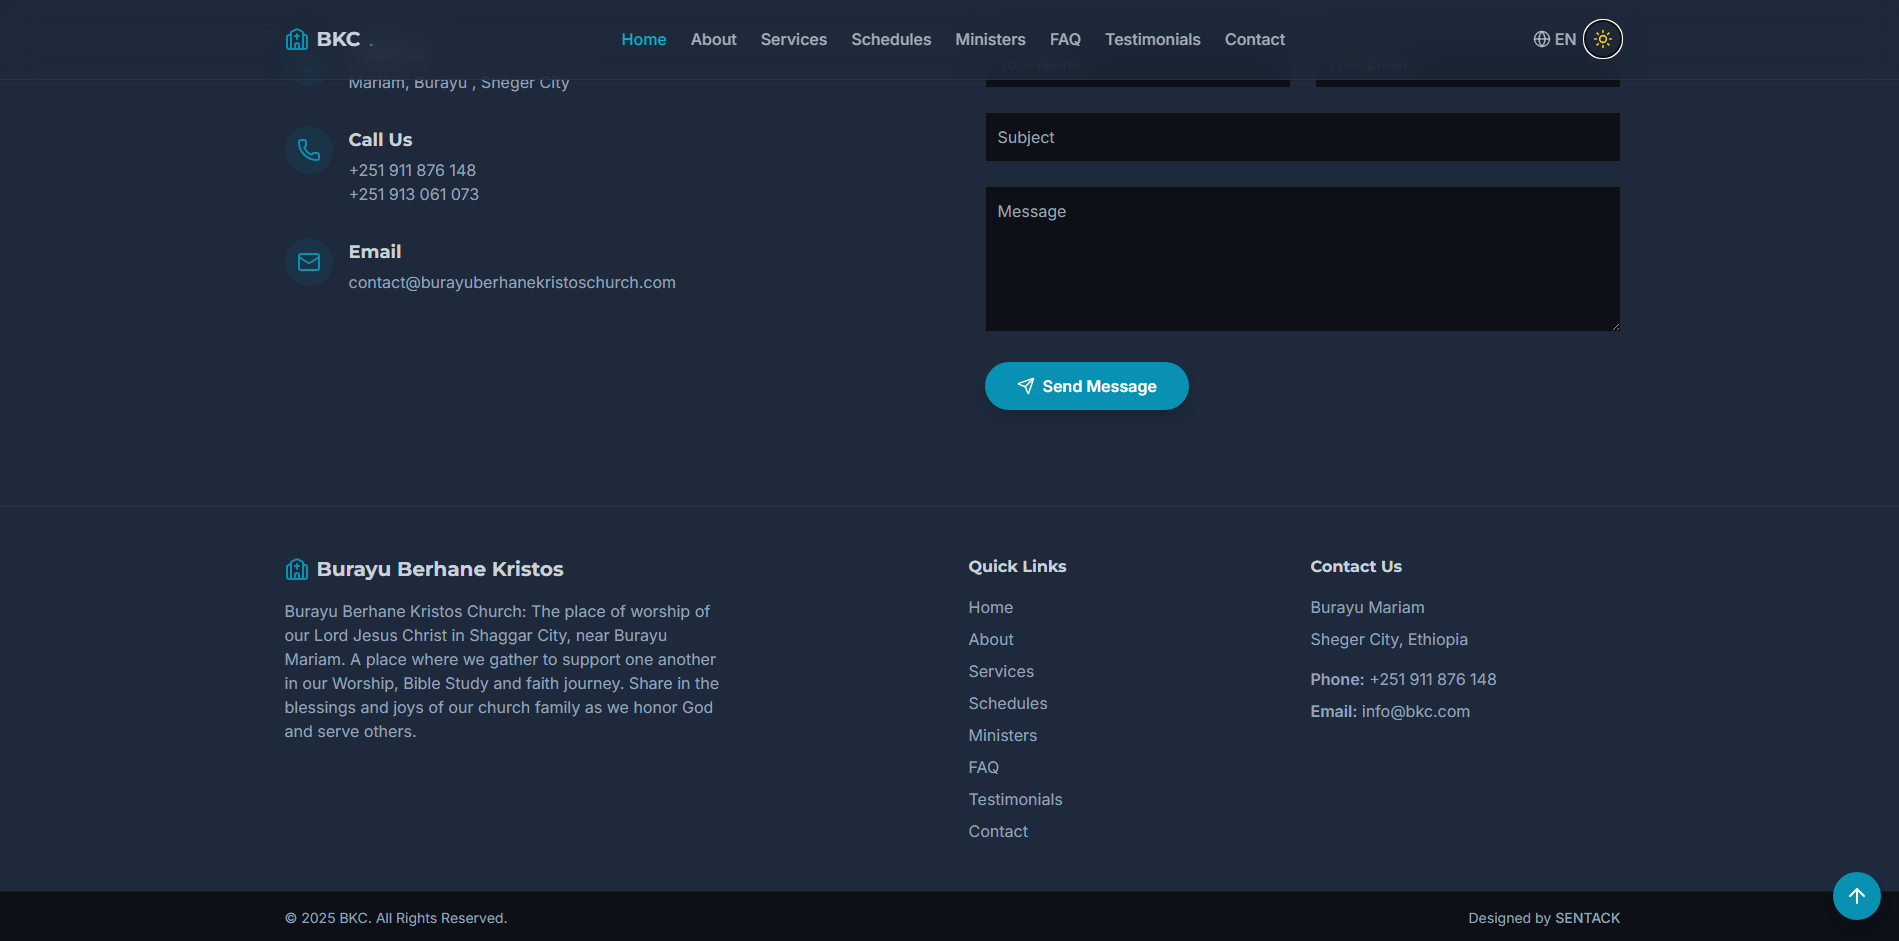 BKC .
Home
About
Services
Schedules
Ministers
FAQ
Testimonials
Contact
EN
Your Name
Your Email
Mariam, Burayu , Sheger City
Call Us
+251 911 876 148
+251 913 061 073
Email
contact@burayuberhanekristoschurch.com
Subject
Message
Send Message
Burayu Berhane Kristos
Burayu Berhane Kristos Church: The place of worship of
our Lord Jesus Christ in Shaggar City, near Burayu
Mariam. A place where we gather to support one another
in our Worship, Bible Study and faith journey. Share in the
blessings and joys of our church family as we honor God
and serve others.
Quick Links
Home
About
Services
Schedules
Ministers
FAQ
Testimonials
Contact
Contact Us
Burayu Mariam
Sheger City, Ethiopia
Phone: +251 911 876 148
Email: info@bkc.com
© 2025 BKC. All Rights Reserved.
Designed by SENTACK